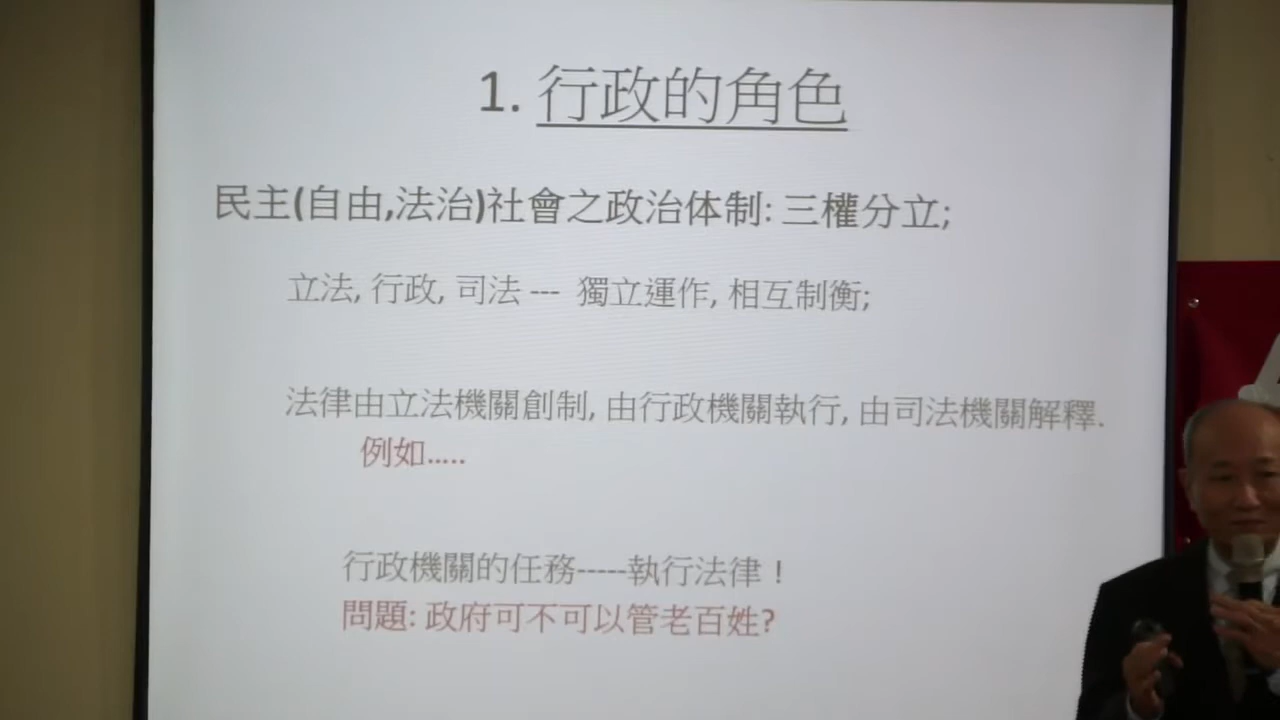 1. 行政的角色
民主(自由,法治)社會之政治体制: 三權分立;
立法, 行政, 司法 --- 獨立運作, 相互制衡;
法律由立法機關創制, 由行政機關執行, 由司法機關解釋.
例如.....
行政機關的任務-----執行法律！
問題: 政府可不可以管老百姓?